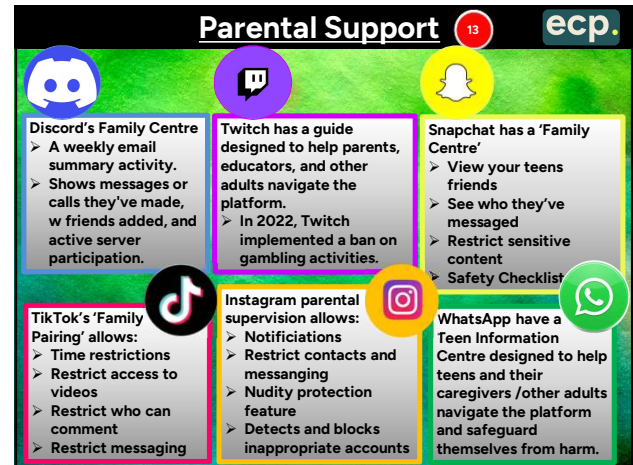 Parental Support
13
ecp.
Discord's Family Centre
➢ A weekly email
summary activity.
➢ Shows messages or
calls they've made,
w friends added, and
active server
participation.
Twitch has a guide
designed to help parents,
educators, and other
adults navigate the
platform.
➢ In 2022, Twitch
implemented a ban on
gambling activities.
Snapchat has a 'Family
Centre'
➢ View your teens
friends
➢ See who they've
messaged
➢ Restrict sensitive
content
➢ Safety Checklist
TikTok's 'Family
Pairing' allows:
➢ Time restrictions
➢ Restrict access to
videos
➢ Restrict who can
comment
➢ Restrict messaging
Instagram parental
supervision allows:
➢ Notificiations
➢ Restrict contacts and
messanging
➢ Nudity protection
feature
➢ Detects and blocks
inappropriate accounts
WhatsApp have a
Teen Information
Centre designed to help
teens and their
caregivers /other adults
navigate the platform
and safeguard
themselves from harm.